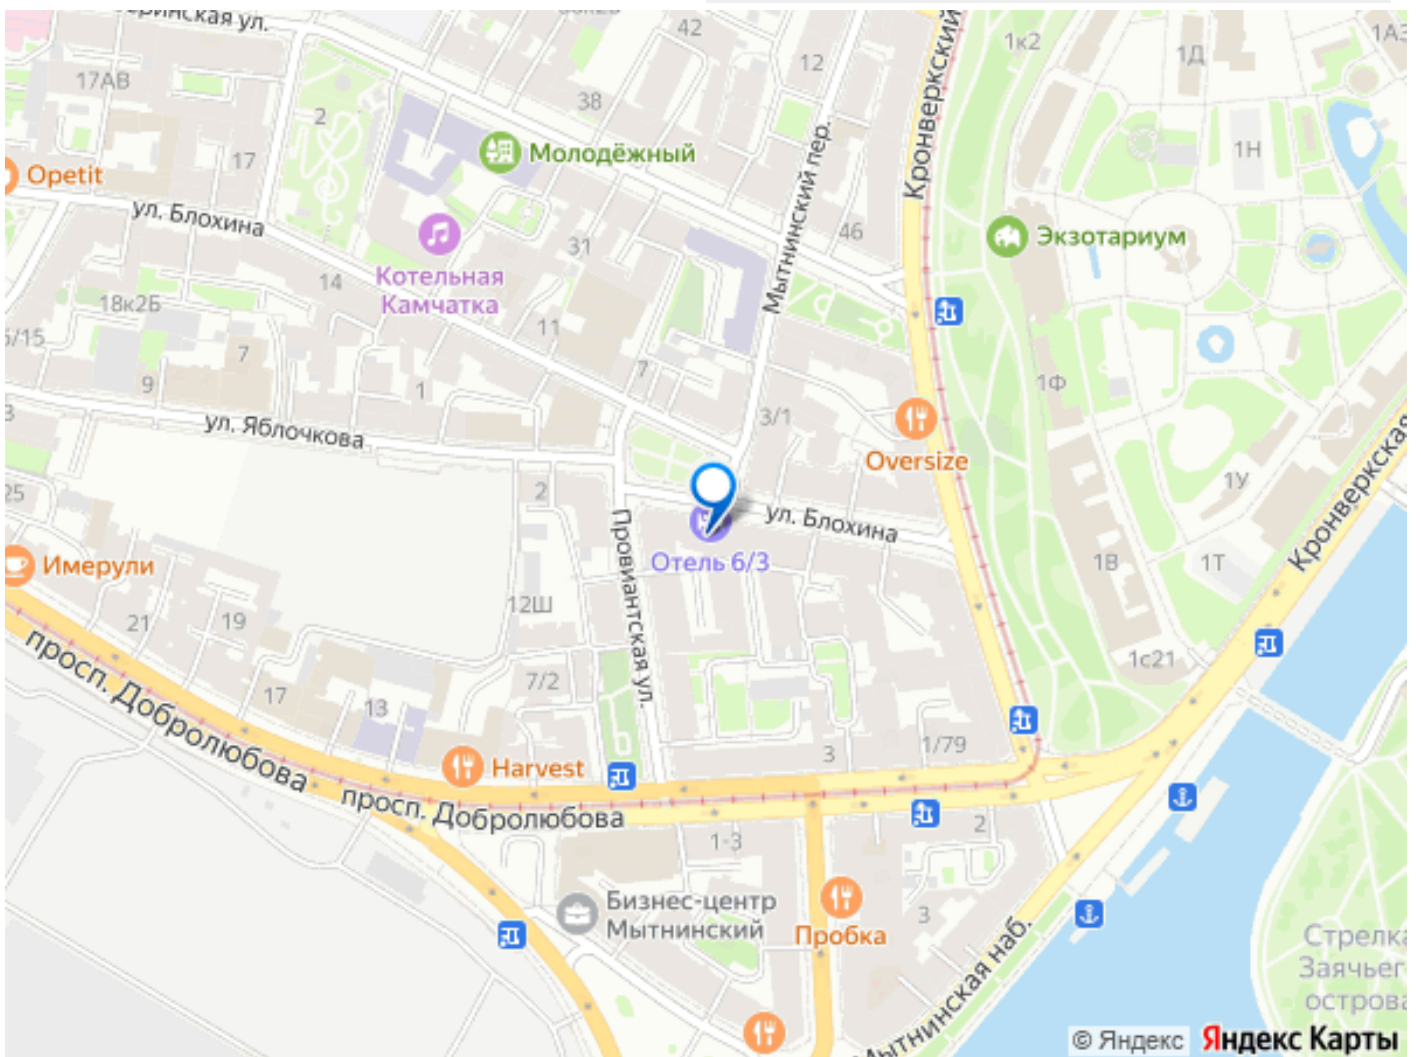 42
1к2
1Д
12
17АВ
38
2
1Н
17
Молодёжный
Opetit
Мытнинский пер.
Кронверкский
ул. Блохина
31
46
Экзотариум
Котельная
Камчатка
14
18к2Б
11
7
7
9
1
1Ф
3/1
ул. Яблочкова
Oversize
25
2
1У
ул. Блохина
Отель 6/3
Провиантская ул.
Кронверкская
Имерули
1В
1Т
12Ш
21
19
7/2
1с21
17
13
просп. Добролюбова
Harvest
3
1/79
просп. Добролюбова
1-3
2
Бизнес-центр
Мытнинский
3
Пробка
Мытнинская наб.
© Яндекс
Яндекс Карты